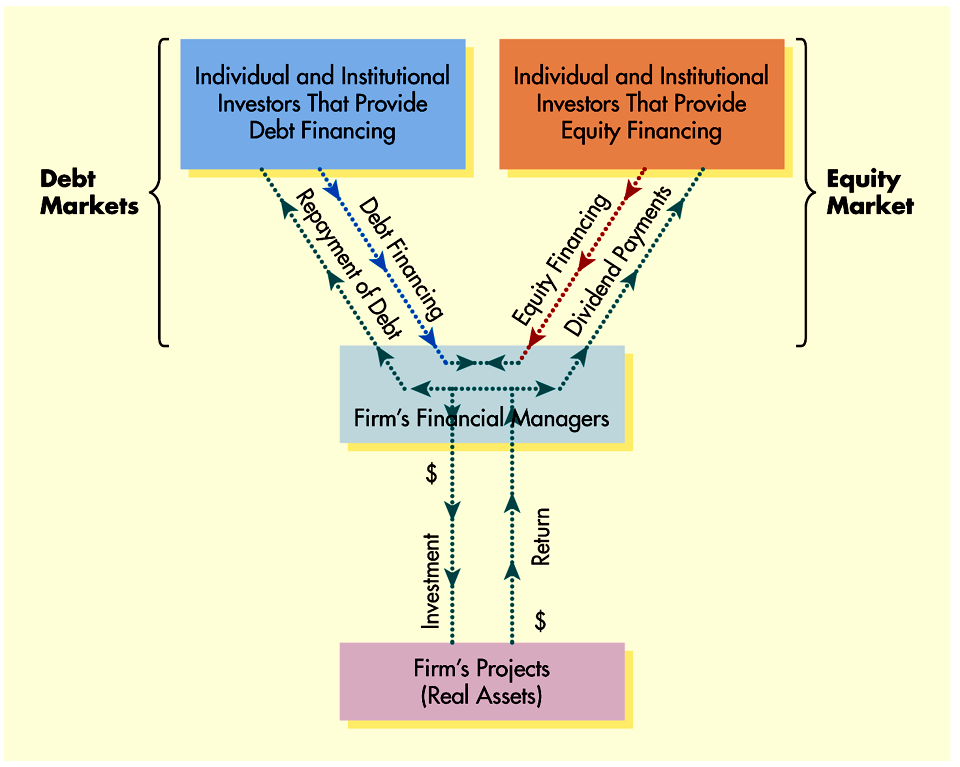 Individual and Institutional
Investors That Provide
Debt Financing
Individual and Institutional
Investors That Provide
Equity Financing
Debt
Markets
Equity
Market
Repayment of Debt
Debt Financing
Equity Financing
Dividend Payments
Firm's Financial Managers
$
Investment
Return
$
Firm's Projects
(Real Assets)